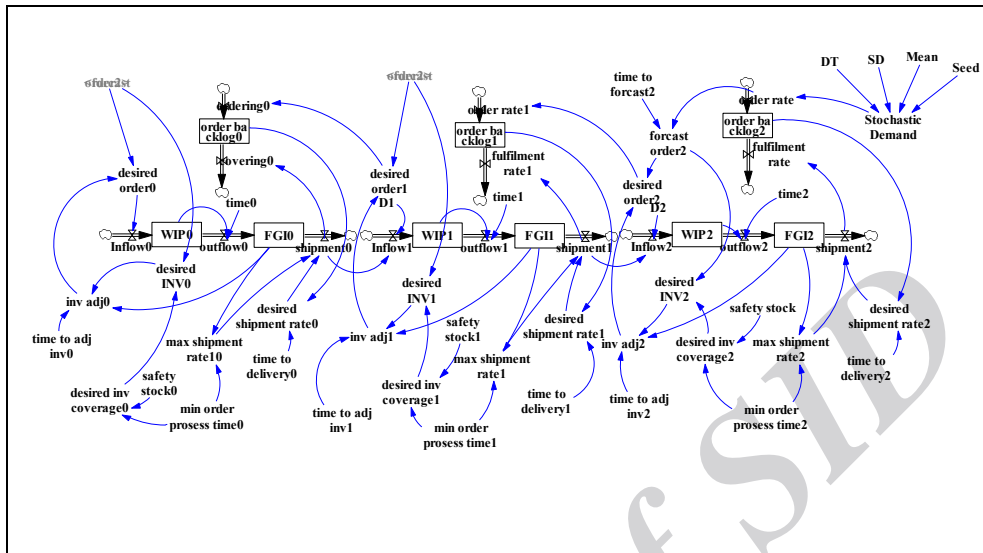 DT
SD
Mean
Seed
Stochastic
Demand
ordering0
order ba
cklog0
overing0
desired
order0
time0
Inflow0
WIP0
outflow0
FGI0
shipment0
desired
INV0
inv adj0
time to adj
inv0
desired
shipment rate0
max shipment
rate10
time to
delivery0
safety
stock0
desired inv
coverage0
min order
prosess time0
order rate1
order ba
cklog1
fulfilment
rate1
desired
order1
D1
time1
Inflow1
WIP1
outflow1
FGI1
shipment1
desired
INV1
inv adj1
safety
stock1
desired
shipment rate1
max shipment
rate1
desired inv
coverage1
time to adj
inv1
min order
prosess time1
time to
delivery1
time to
forcast2
order rate
order ba
cklog2
fulfilment
rate
forcast
order2
desired
order2
D2
time2
Inflow2
WIP2
outflow2
FGI2
shipment2
desired
INV2
inv adj2
safety stock
desired inv
coverage2
max shipment
rate2
desired
shipment rate2
time to
delivery2
time to adj
inv2
min order
prosess time2
of SID